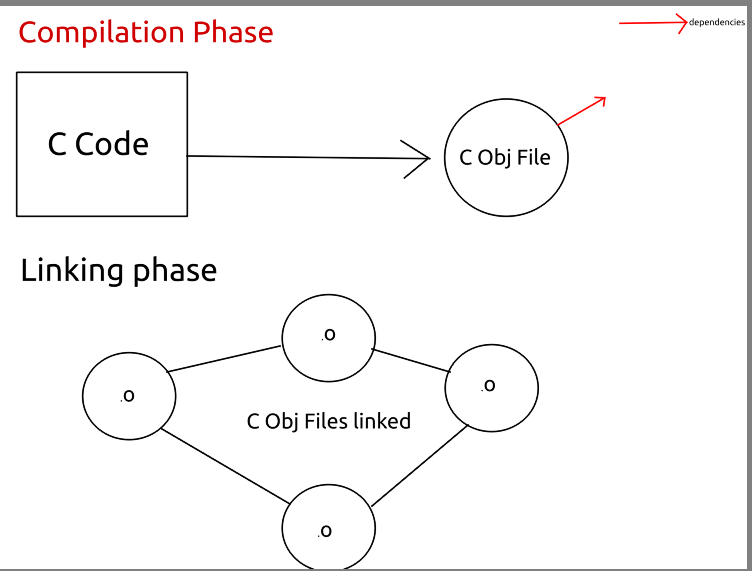 Compilation Phase
dependencies
C Code
C Obj File
Linking phase
.o
.o
.o
C Obj Files linked
.o